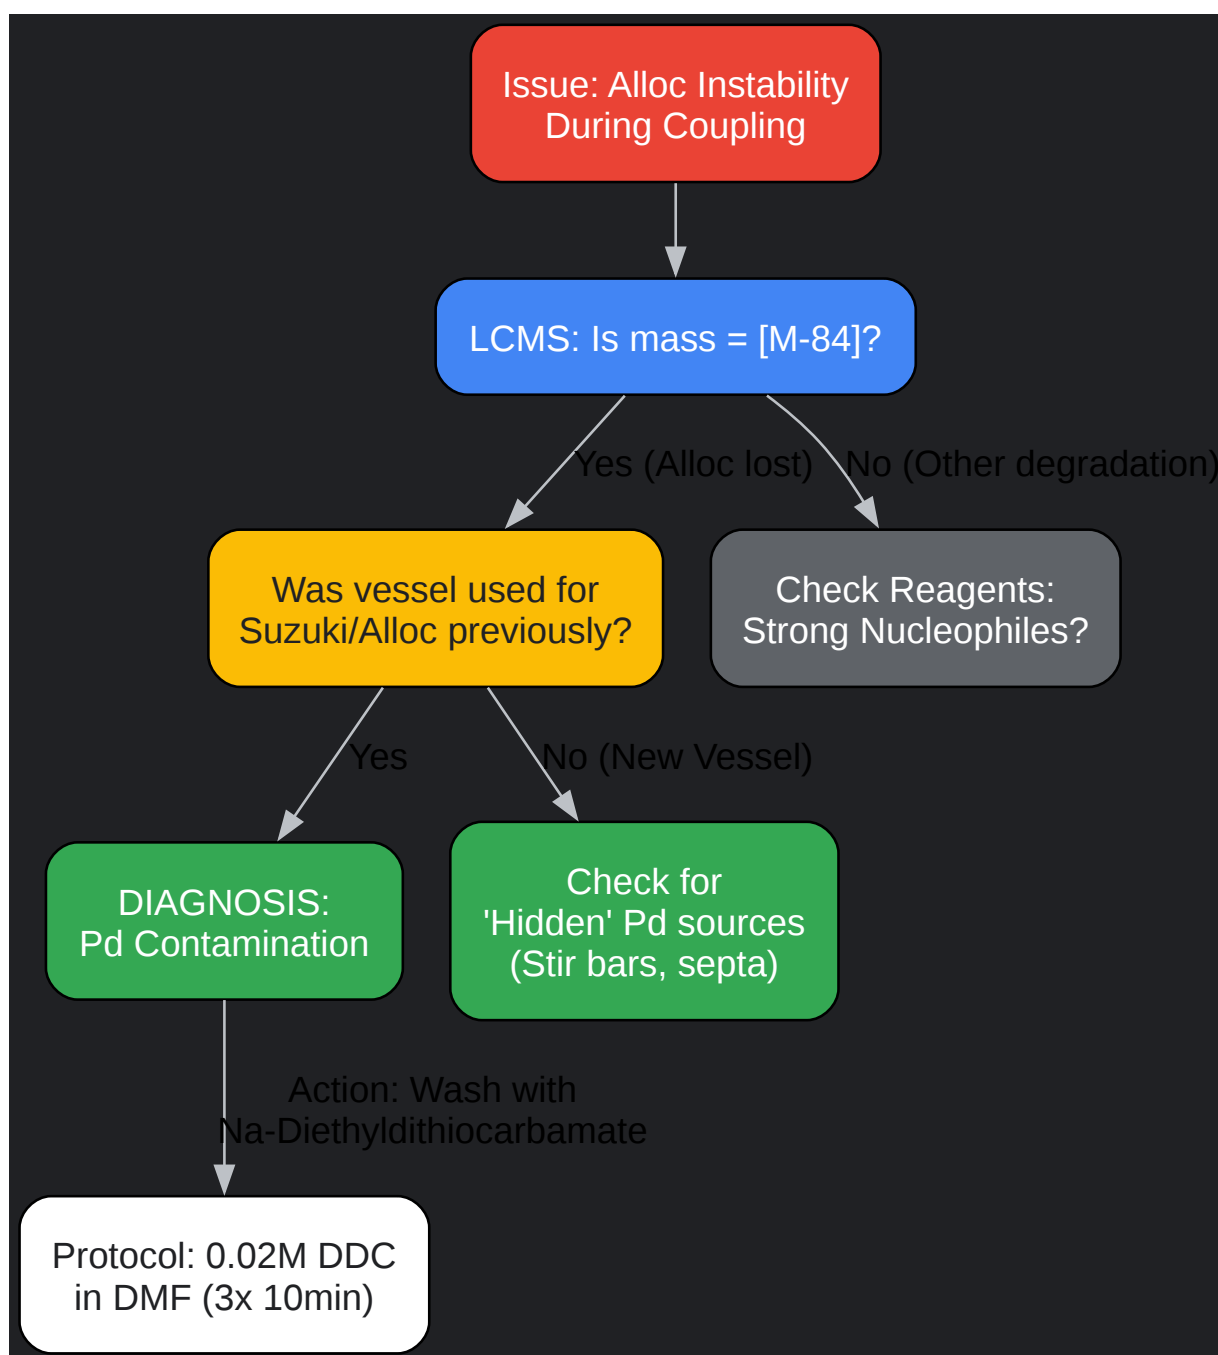 Issue: Alloc Instability
During Coupling
LCMS: Is mass = [M-84]?
Yes (Alloc lost)
No (Other degradation)
Was vessel used for
Suzuki/Alloc previously?
Check Reagents:
Strong Nucleophiles?
Yes
No (New Vessel)
DIAGNOSIS:
Pd Contamination
Check for
'Hidden' Pd sources
(Stir bars, septa)
Action: Wash with
Na-Diethyldithiocarbamate
Protocol: 0.02M DDC
in DMF (3x 10min)